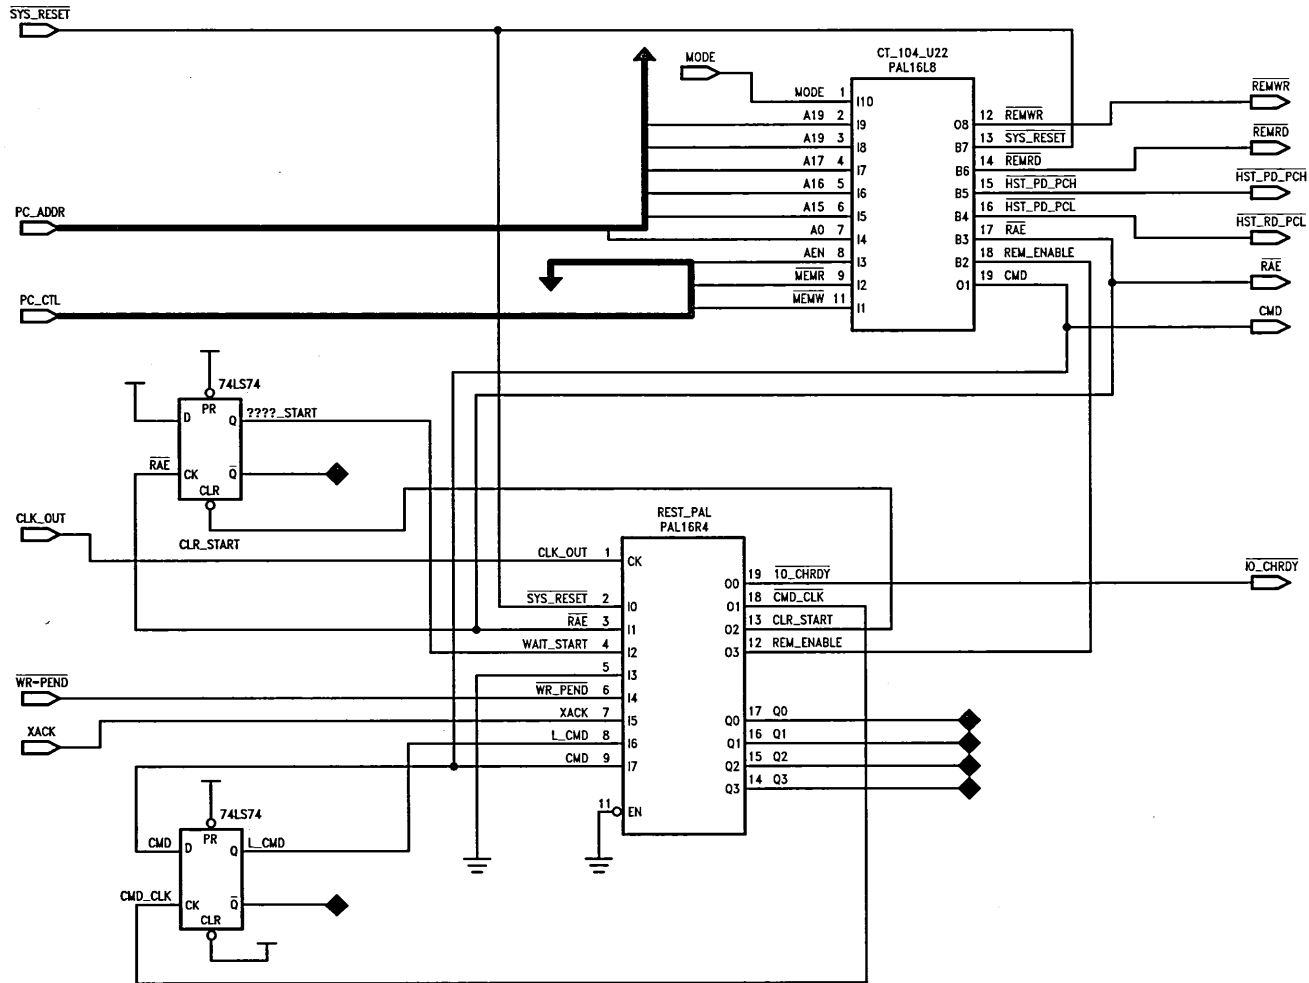 SYS_RESET
CT_104_U22
PAL16L8
MODE
MODE 1 I10
A19 2 I9
A19 3 I8
A17 4 I7
A16 5 I6
A15 6 I5
A0 7 I4
AEN 8 I3
MEMR 9 I2
MEMW 11 I1
O8 12 REMWR
B7 13 SYS_RESET
B6 14 REMRD
B5 15 HST_PD_PCH
B4 16 HST_PD_PCL
B3 17 RAE
B2 18 REM_ENABLE
O1 19 CMD
REMWR
REMRD
HST_PD_PCH
HST_RD_PCL
RAE
CMD
PC_ADDR
PC_CTL
74LS74
PR
D Q ????_START
RAE CK Q
CLR
CLR_START
CLK_OUT
REST_PAL
PAL16R4
CLK_OUT 1 CK
SYS_RESET 2 I0
RAE 3 I1
WAIT_START 4 I2
5 I3
WR_PEND 6 I4
XACK 7 I5
L_CMD 8 I6
CMD 9 I7
11 EN
O0 19 IO_CHRDY
O1 18 CMD_CLK
O2 13 CLR_START
O3 12 REM_ENABLE
Q0 17 Q0
Q1 16 Q1
Q2 15 Q2
Q3 14 Q3
IO_CHRDY
WR-PEND
XACK
74LS74
PR
CMD D Q L_CMD
CMD_CLK CK Q
CLR